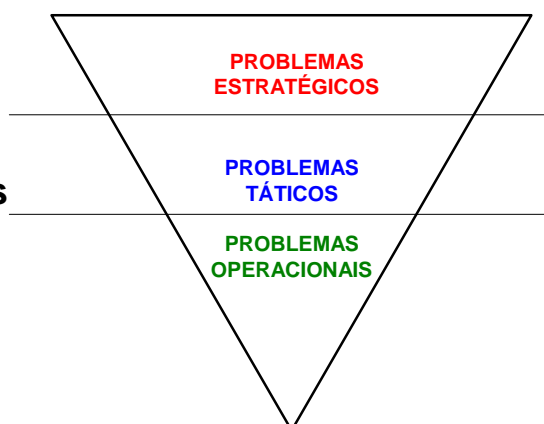 PROBLEMAS
ESTRATÉGICOS
PROBLEMAS
TÁTICOS
S
PROBLEMAS
OPERACIONAIS